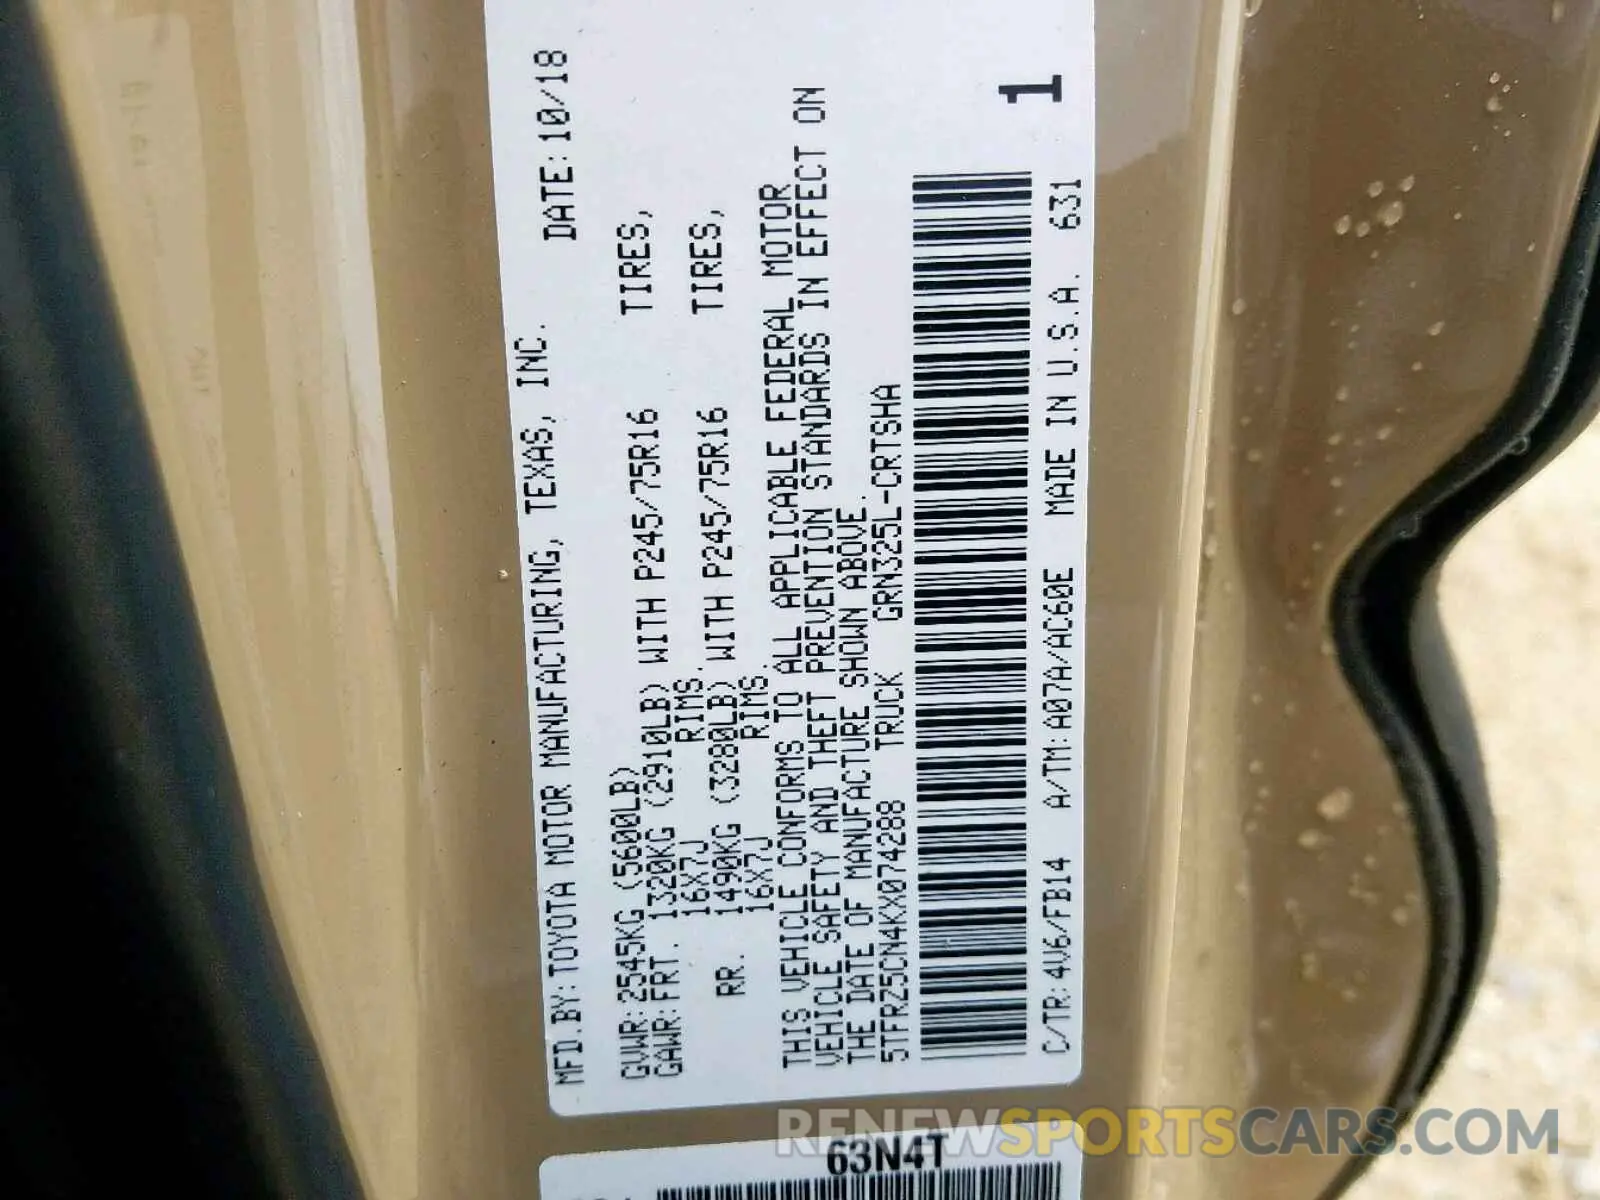 MFD.BY: TOYOTA MOTOR MANUFACTURING, TEXAS, INC. DATE: 10/18
GVWR: 2545KG (5600LB)
GAWR: FRT. 1320KG (2910LB) WITH P245/75R16 TIRES,
16X7J RIMS.
RR. 1490KG (3280LB) WITH P245/75R16 TIRES,
16X7J RIMS.
THIS VEHICLE CONFORMS TO ALL APPLICABLE FEDERAL MOTOR
VEHICLE SAFETY AND THEFT PREVENTION STANDARDS IN EFFECT ON
THE DATE OF MANUFACTURE SHOWN ABOVE.
5TFRZ5CN4KX074288 TRUCK GRN325L-CRTSHA
1
C/TR: 4V6/FB14 A/TM: A07A/AC60E MADE IN U.S.A. 631
63N4T
RENEWSPORTSCARS.COM